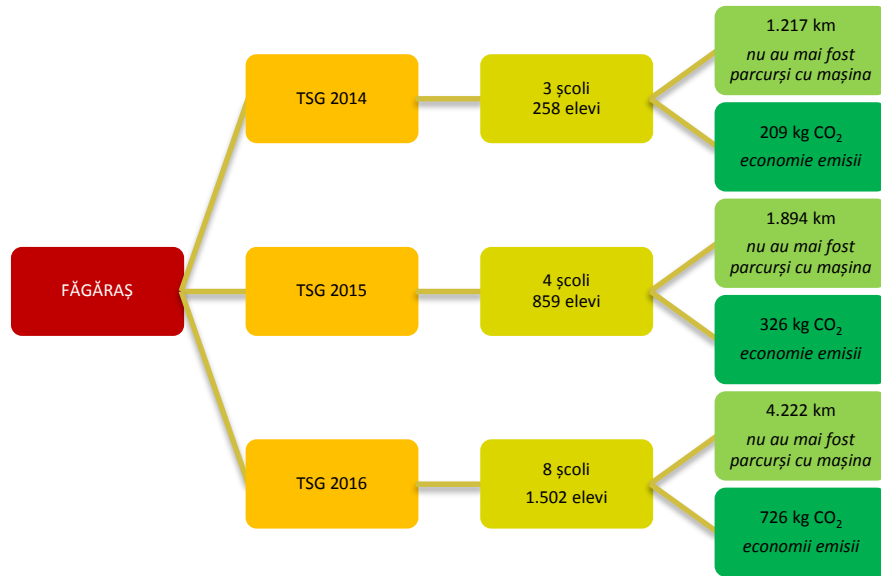 FĂGĂRAȘ
TSG 2014
3 școli
258 elevi
1.217 km
nu au mai fost
parcurși cu mașina
209 kg CO₂
economie emisii
TSG 2015
4 școli
859 elevi
1.894 km
nu au mai fost
parcurși cu mașina
326 kg CO₂
economie emisii
TSG 2016
8 școli
1.502 elevi
4.222 km
nu au mai fost
parcurși cu mașina
726 kg CO₂
economii emisii